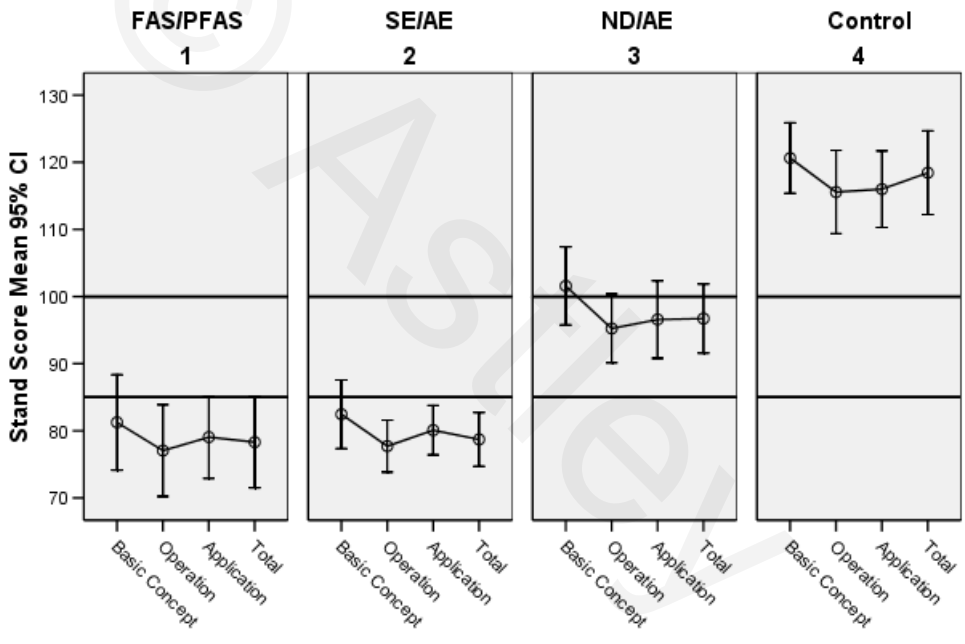 FAS/PFAS SE/AE ND/AE Control
1 2 3 4
Stand Score Mean 95% CI
130
120
110
100
90
80
70
Basic Concept Operation Application Total Basic Concept Operation Application Total Basic Concept Operation Application Total Basic Concept Operation Application Total
© Astley